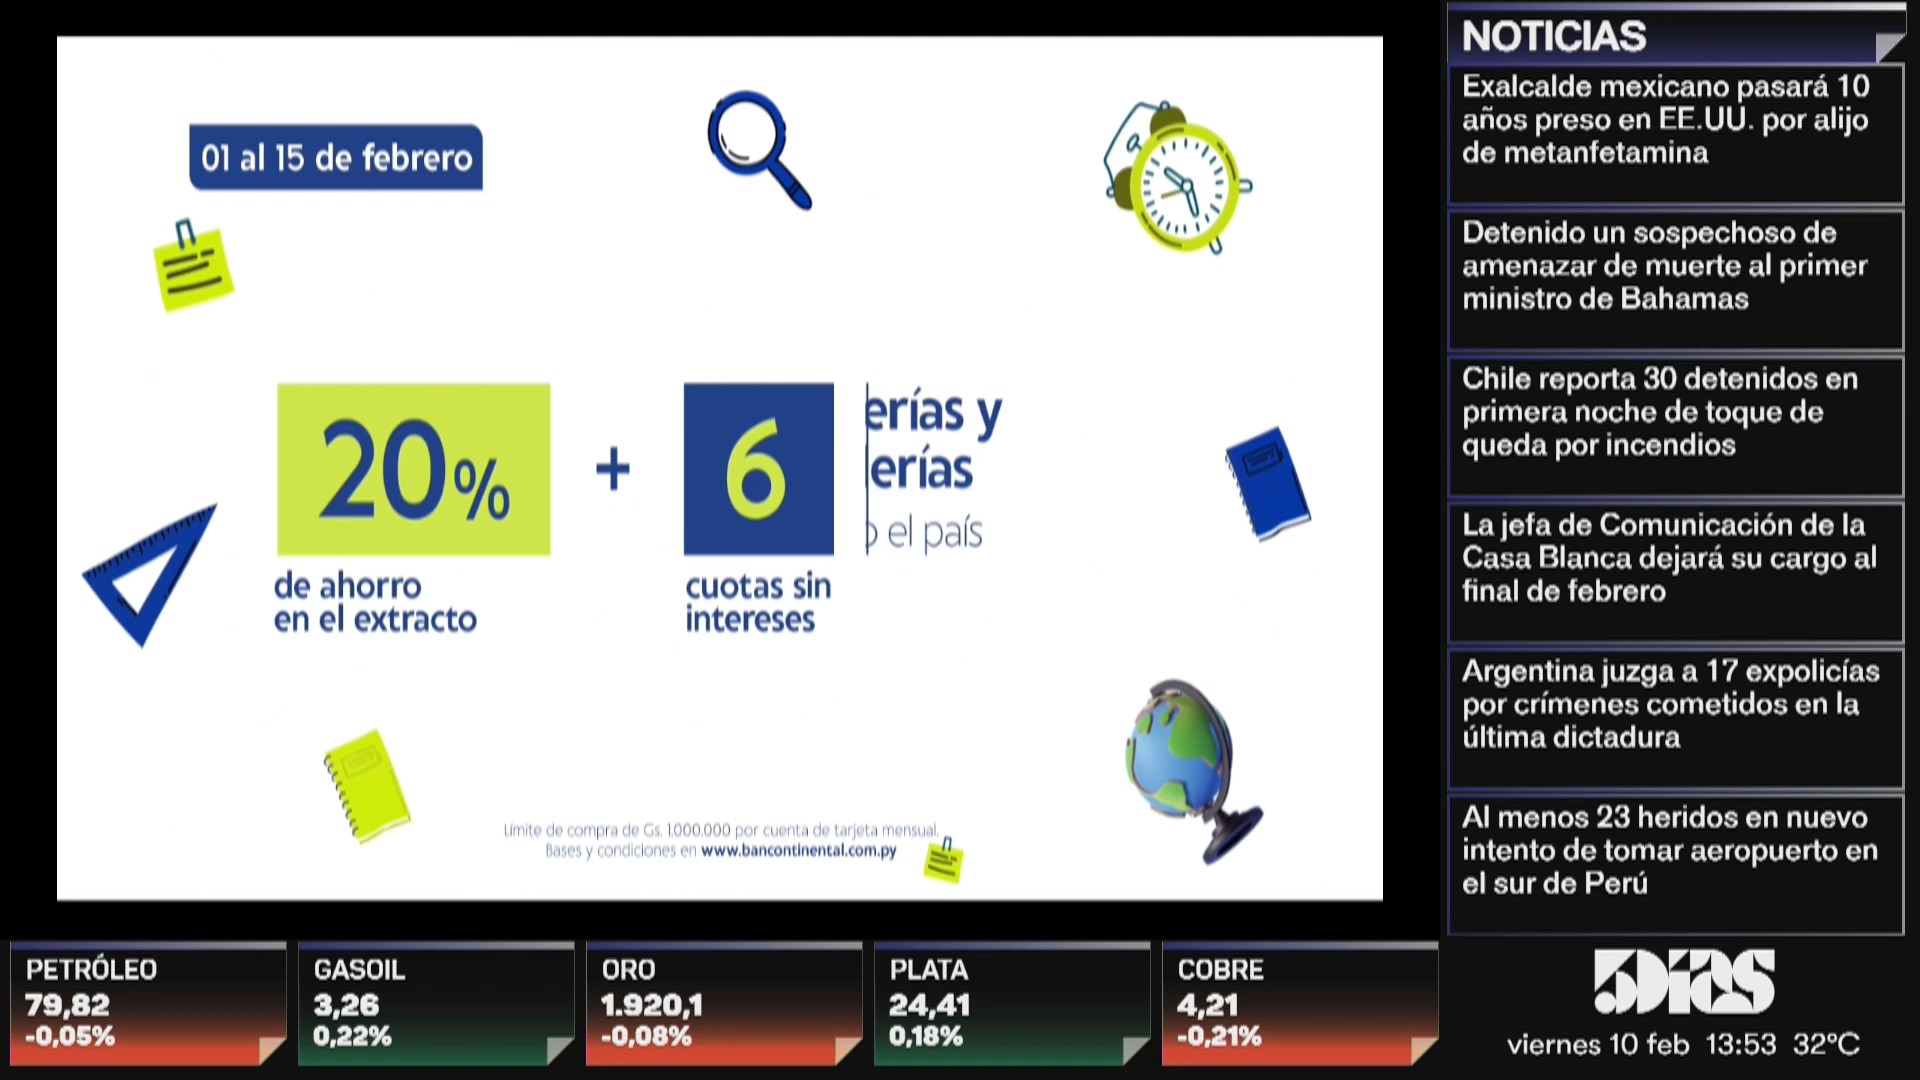 01 al 15 de febrero
20%
de ahorro
en el extracto
+
6
cuotas sin
intereses
erías y
erías
el país
Límite de compra de Gs. 1.000.000 por cuenta de tarjeta mensual.
Bases y condiciones en www.bancontinental.com.py
NOTICIAS
Exalcalde mexicano pasará 10
años preso en EE.UU. por alijo
de metanfetamina
Detenido un sospechoso de
amenazar de muerte al primer
ministro de Bahamas
Chile reporta 30 detenidos en
primera noche de toque de
queda por incendios
La jefa de Comunicación de la
Casa Blanca dejará su cargo al
final de febrero
Argentina juzga a 17 expolicías
por crímenes cometidos en la
última dictadura
Al menos 23 heridos en nuevo
intento de tomar aeropuerto en
el sur de Perú
PETRÓLEO
79,82
-0,05%
GASOIL
3,26
0,22%
ORO
1.920,1
-0,08%
PLATA
24,41
0,18%
COBRE
4,21
-0,21%
5Días
viernes 10 feb 13:53 32°C